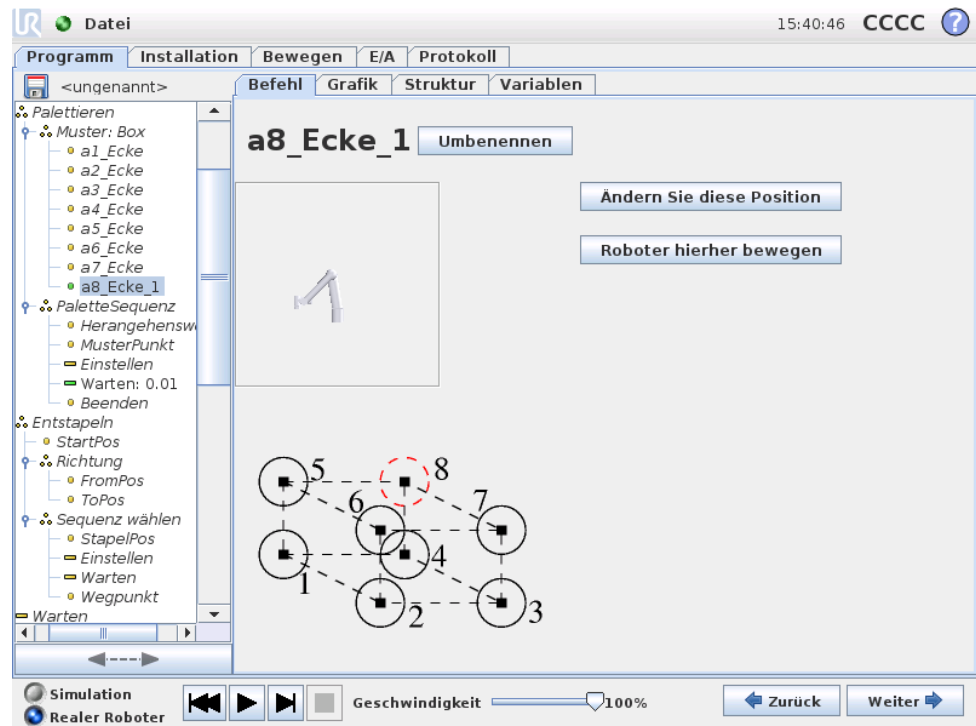 UR Datei 15:40:46 CCCC ?
Programm Installation Bewegen E/A Protokoll
<ungenannt>
Befehl Grafik Struktur Variablen
Palettieren
Muster: Box
a1_Ecke
a2_Ecke
a3_Ecke
a4_Ecke
a5_Ecke
a6_Ecke
a7_Ecke
a8_Ecke_1
PaletteSequenz
Herangehensw
MusterPunkt
Einstellen
Warten: 0.01
Beenden
Entstapeln
StartPos
Richtung
FromPos
ToPos
Sequenz wählen
StapelPos
Einstellen
Warten
Wegpunkt
Warten
a8_Ecke_1 Umbenennen
Ändern Sie diese Position
Roboter hierher bewegen
5 8
6 7
1 4
2 3
Simulation
Realer Roboter
Geschwindigkeit 100%
Zurück Weiter